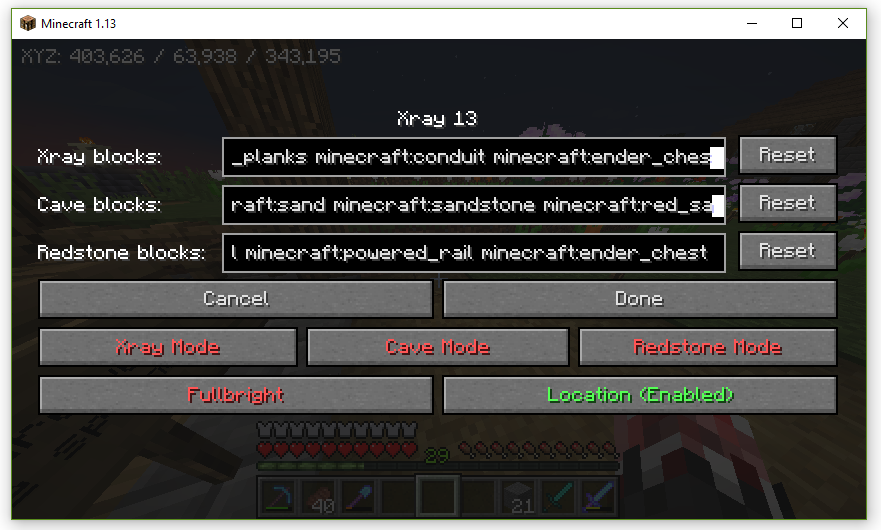 Minecraft 1.13
XYZ: 403,626 / 63,938 / 343,195
Xray 13
Xray blocks: _planks minecraft:conduit minecraft:ender_ches Reset
Cave blocks: raft:sand minecraft:sandstone minecraft:red_sa Reset
Redstone blocks: l minecraft:powered_rail minecraft:ender_chest Reset
Cancel Done
Xray Mode Cave Mode Redstone Mode
Fullbright Location (Enabled)
29
40 21